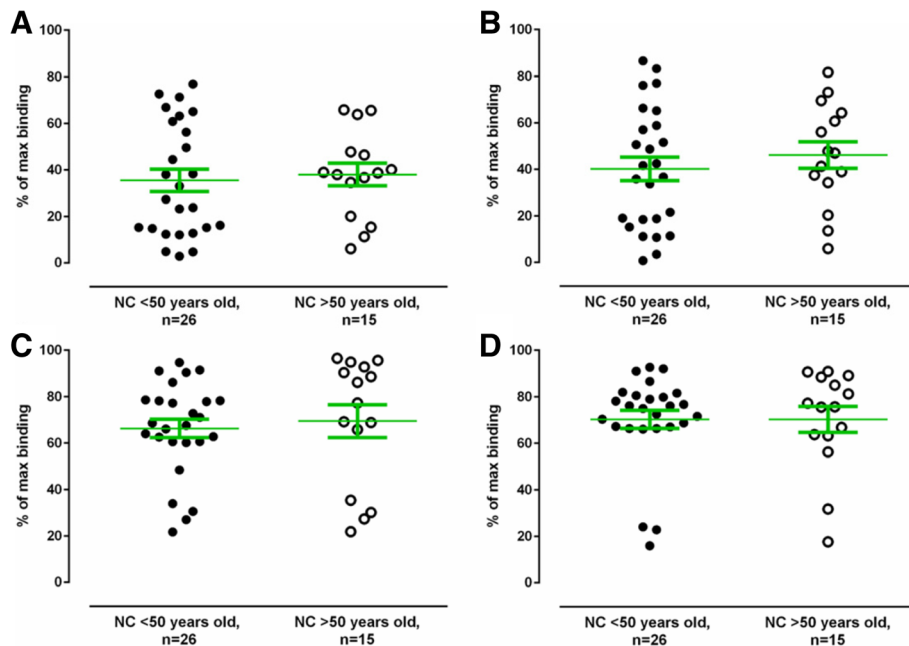 A
% of max binding
100
80
60
40
20
0
NC <50 years old,
n=26
NC >50 years old,
n=15
B
% of max binding
100
80
60
40
20
0
NC <50 years old,
n=26
NC >50 years old,
n=15
C
% of max binding
100
80
60
40
20
0
NC <50 years old,
n=26
NC >50 years old,
n=15
D
% of max binding
100
80
60
40
20
0
NC <50 years old,
n=26
NC >50 years old,
n=15